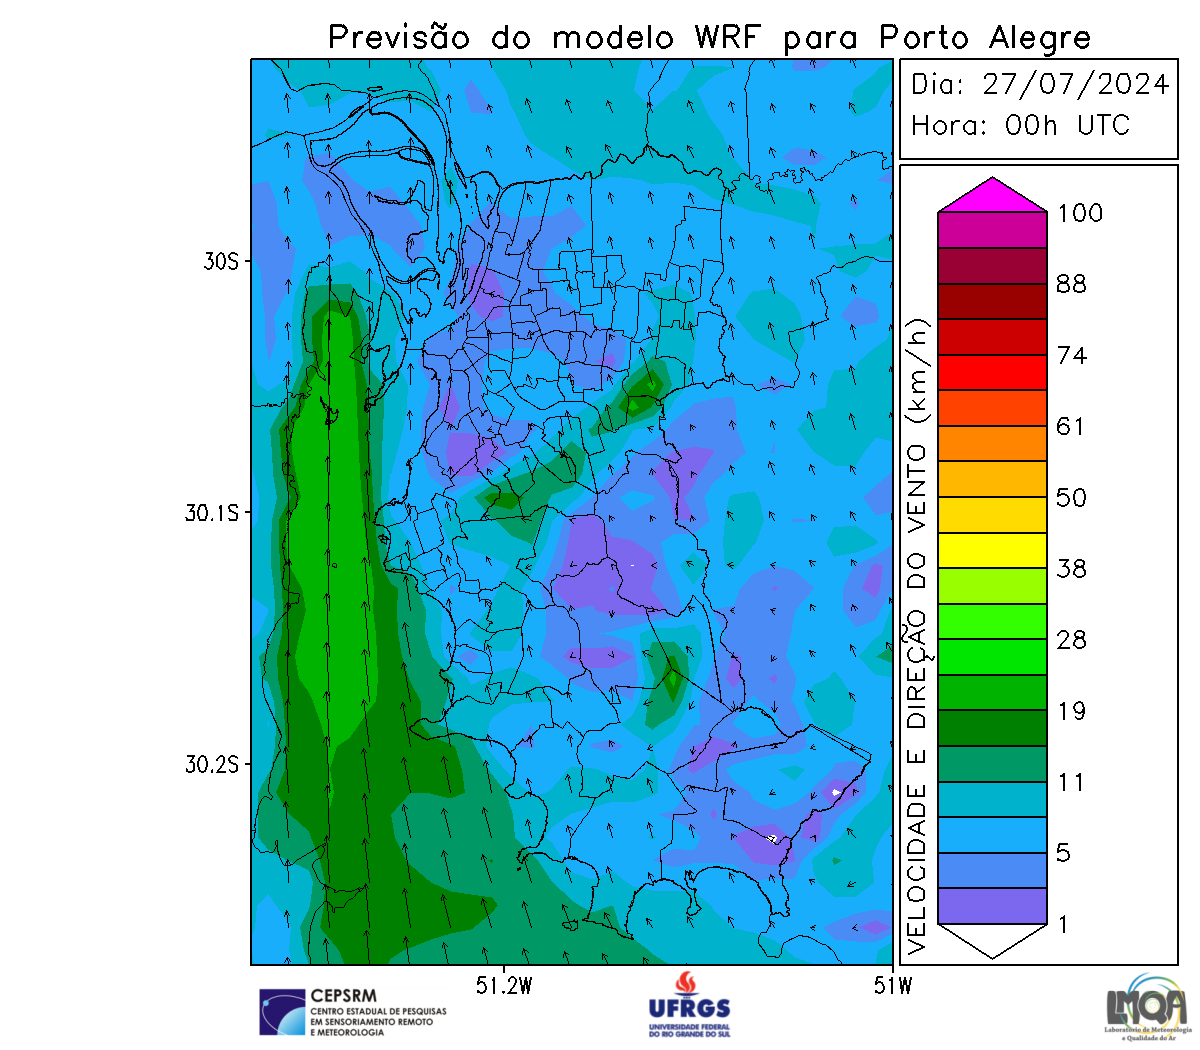 Previsão do modelo WRF para Porto Alegre
Dia: 27/07/2024
Hora: 00h UTC
100
88
74
61
50
38
28
19
11
5
1
VELOCIDADE E DIREÇÃO DO VENTO (km/h)
30S
30.1S
30.2S
51.2W
51W
CEPSRM
CENTRO ESTADUAL DE PESQUISAS
EM SENSORIAMENTO REMOTO
E METEOROLOGIA
UFRGS
UNIVERSIDADE FEDERAL
DO RIO GRANDE DO SUL
LMQA
Laboratório de Meteorologia
e Qualidade do Ar